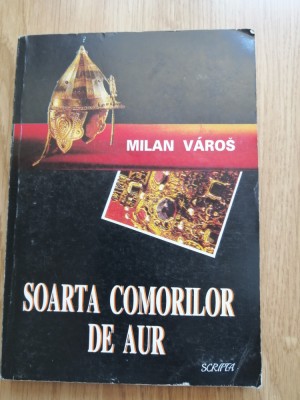 MILAN VÁROŠ
SOARTA COMORILOR
DE AUR
SCRIPTA